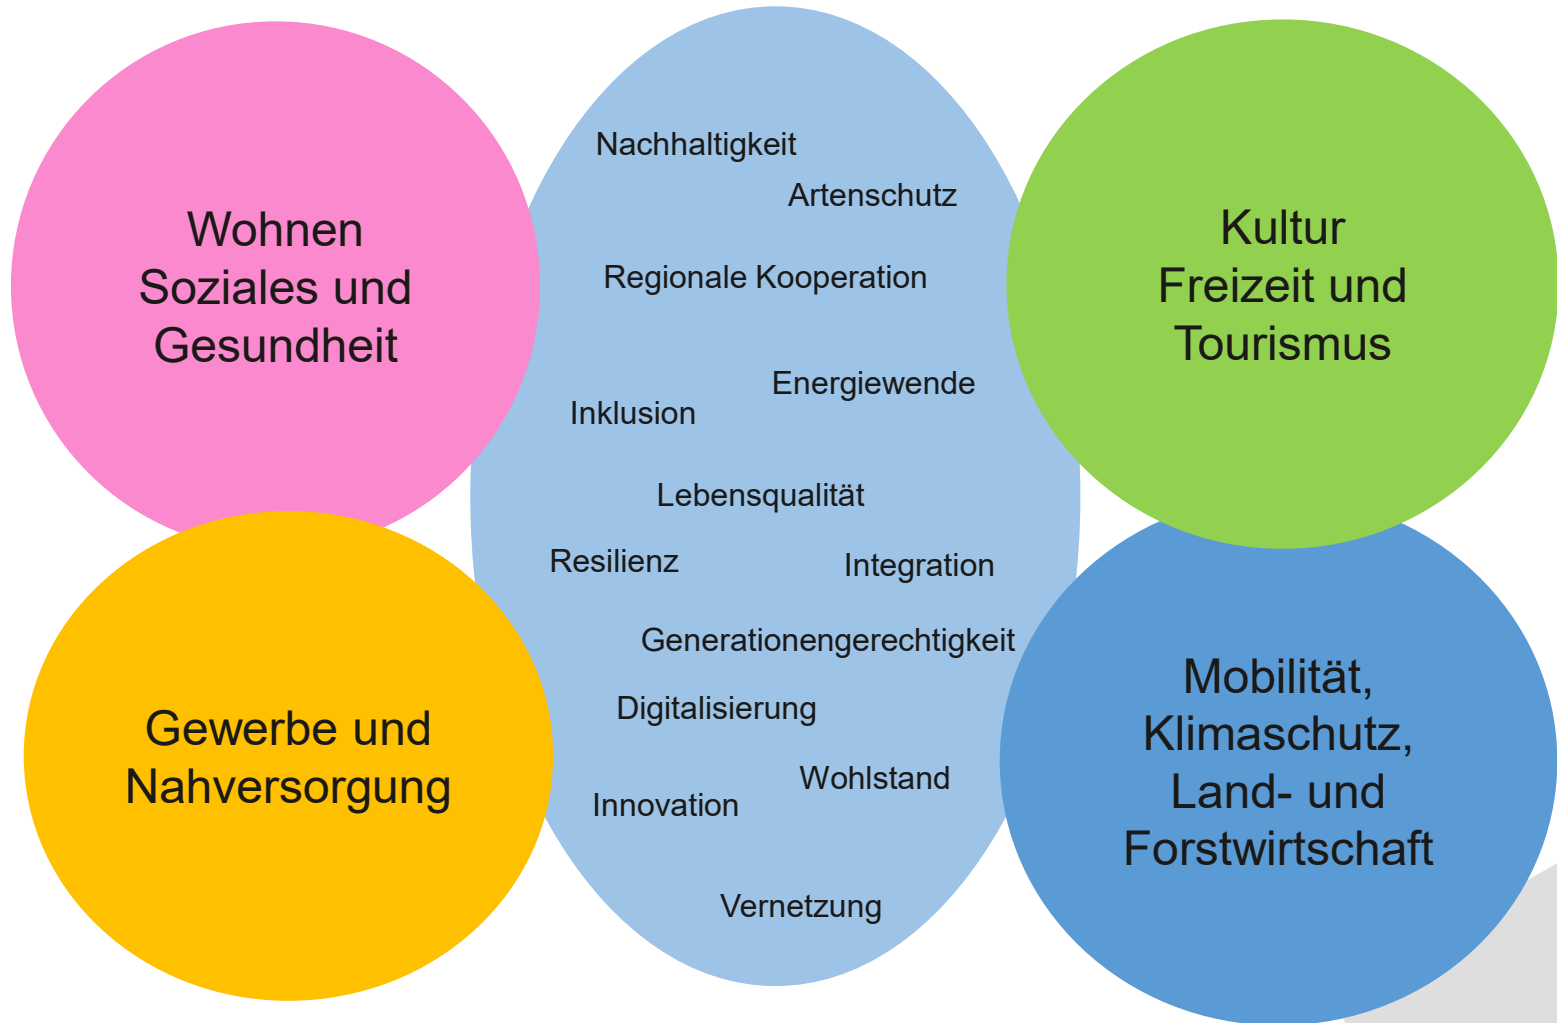 Wohnen
Soziales und
Gesundheit
Gewerbe und
Nahversorgung
Nachhaltigkeit
Artenschutz
Regionale Kooperation
Energiewende
Inklusion
Lebensqualität
Resilienz
Integration
Generationengerechtigkeit
Digitalisierung
Wohlstand
Innovation
Vernetzung
Kultur
Freizeit und
Tourismus
Mobilität,
Klimaschutz,
Land- und
Forstwirtschaft